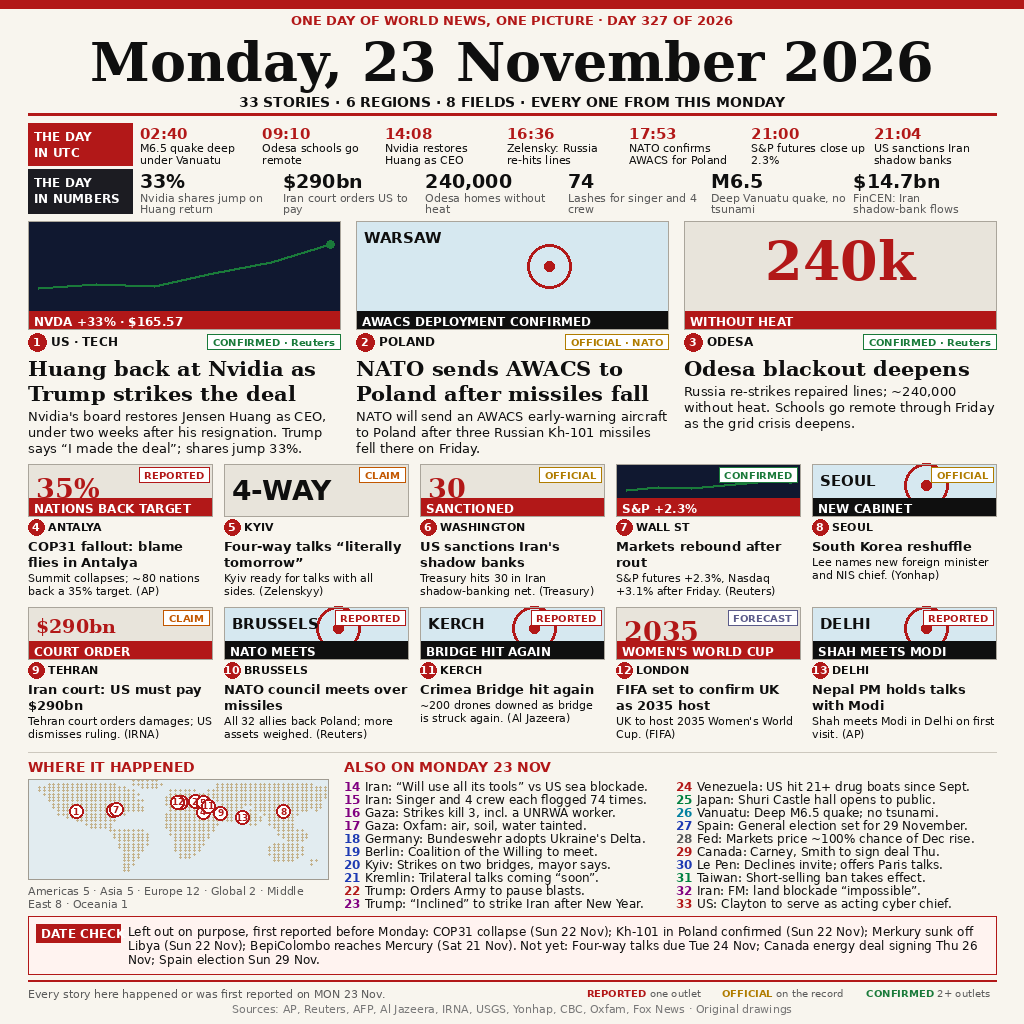 ONE DAY OF WORLD NEWS, ONE PICTURE · DAY 327 OF 2026
Monday, 23 November 2026
33 STORIES · 6 REGIONS · 8 FIELDS · EVERY ONE FROM THIS MONDAY
THE DAY
IN UTC
02:40
M6.5 quake deep
under Vanuatu
09:10
Odesa schools go
remote
14:08
Nvidia restores
Huang as CEO
16:36
Zelensky: Russia
re-hits lines
17:53
NATO confirms
AWACS for Poland
21:00
S&P futures close up
2.3%
21:04
US sanctions Iran
shadow banks
THE DAY
IN NUMBERS
33%
Nvidia shares jump on
Huang return
$290bn
Iran court orders US to
pay
240,000
Odesa homes without
heat
74
Lashes for singer and 4
crew
M6.5
Deep Vanuatu quake, no
tsunami
$14.7bn
FinCEN: Iran
shadow-bank flows
NVDA +33% · $165.57
1 US · TECH
CONFIRMED · Reuters
Huang back at Nvidia as
Trump strikes the deal
Nvidia's board restores Jensen Huang as CEO,
under two weeks after his resignation. Trump
says “I made the deal”; shares jump 33%.
WARSAW
AWACS DEPLOYMENT CONFIRMED
2 POLAND
OFFICIAL · NATO
NATO sends AWACS to
Poland after missiles fall
NATO will send an AWACS early-warning aircraft
to Poland after three Russian Kh-101 missiles
fell there on Friday.
240k
WITHOUT HEAT
3 ODESA
CONFIRMED · Reuters
Odesa blackout deepens
Russia re-strikes repaired lines; ~240,000
without heat. Schools go remote through Friday
as the grid crisis deepens.
35%
REPORTED
NATIONS BACK TARGET
4 ANTALYA
COP31 fallout: blame
flies in Antalya
Summit collapses; ~80 nations
back a 35% target. (AP)
4-WAY
CLAIM
5 KYIV
Four-way talks “literally
tomorrow”
Kyiv ready for talks with all
sides. (Zelenskyy)
30
OFFICIAL
SANCTIONED
6 WASHINGTON
US sanctions Iran's
shadow banks
Treasury hits 30 in Iran
shadow-banking net. (Treasury)
CONFIRMED
S&P +2.3%
7 WALL ST
Markets rebound after
rout
S&P futures +2.3%, Nasdaq
+3.1% after Friday. (Reuters)
SEOUL
OFFICIAL
NEW CABINET
8 SEOUL
South Korea reshuffle
Lee names new foreign minister
and NIS chief. (Yonhap)
$290bn
CLAIM
COURT ORDER
9 TEHRAN
Iran court: US must pay
$290bn
Tehran court orders damages; US
dismisses ruling. (IRNA)
BRUSSELS
REPORTED
NATO MEETS
10 BRUSSELS
NATO council meets over
missiles
All 32 allies back Poland; more
assets weighed. (Reuters)
KERCH
REPORTED
BRIDGE HIT AGAIN
11 KERCH
Crimea Bridge hit again
~200 drones downed as bridge
is struck again. (Al Jazeera)
2035
FORECAST
WOMEN'S WORLD CUP
12 LONDON
FIFA set to confirm UK
as 2035 host
UK to host 2035 Women's World
Cup. (FIFA)
DELHI
REPORTED
SHAH MEETS MODI
13 DELHI
Nepal PM holds talks
with Modi
Shah meets Modi in Delhi on first
visit. (AP)
WHERE IT HAPPENED
1
7
12
2
9
13
8
Americas 5 · Asia 5 · Europe 12 · Global 2 · Middle
East 8 · Oceania 1
ALSO ON MONDAY 23 NOV
14 Iran: “Will use all its tools” vs US sea blockade.
15 Iran: Singer and 4 crew each flogged 74 times.
16 Gaza: Strikes kill 3, incl. a UNRWA worker.
17 Gaza: Oxfam: air, soil, water tainted.
18 Germany: Bundeswehr adopts Ukraine's Delta.
19 Berlin: Coalition of the Willing to meet.
20 Kyiv: Strikes on two bridges, mayor says.
21 Kremlin: Trilateral talks coming “soon”.
22 Trump: Orders Army to pause blasts.
23 Trump: “Inclined” to strike Iran after New Year.
24 Venezuela: US hit 21+ drug boats since Sept.
25 Japan: Shuri Castle hall opens to public.
26 Vanuatu: Deep M6.5 quake; no tsunami.
27 Spain: General election set for 29 November.
28 Fed: Markets price ~100% chance of Dec rise.
29 Canada: Carney, Smith to sign deal Thu.
30 Le Pen: Declines invite; offers Paris talks.
31 Taiwan: Short-selling ban takes effect.
32 Iran: FM: land blockade “impossible”.
33 US: Clayton to serve as acting cyber chief.
DATE CHECK
Left out on purpose, first reported before Monday: COP31 collapse (Sun 22 Nov); Kh-101 in Poland confirmed (Sun 22 Nov); Merkury sunk off
Libya (Sun 22 Nov); BepiColombo reaches Mercury (Sat 21 Nov). Not yet: Four-way talks due Tue 24 Nov; Canada energy deal signing Thu 26
Nov; Spain election Sun 29 Nov.
Every story here happened or was first reported on MON 23 Nov.
REPORTED one outlet OFFICIAL on the record CONFIRMED 2+ outlets
Sources: AP, Reuters, AFP, Al Jazeera, IRNA, USGS, Yonhap, CBC, Oxfam, Fox News · Original drawings